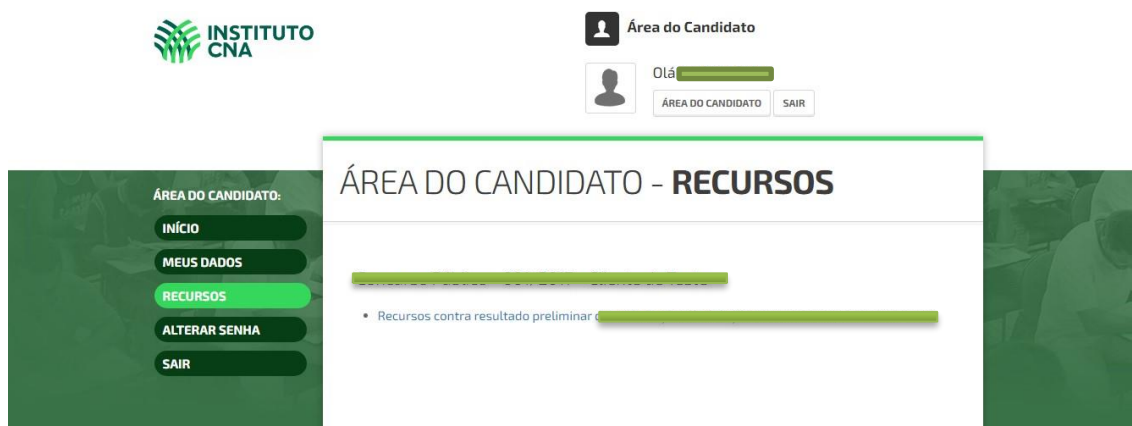 INSTITUTO
CNA
Área do Candidato
Olá
ÁREA DO CANDIDATO
SAIR
ÁREA DO CANDIDATO - RECURSOS
ÁREA DO CANDIDATO:
INÍCIO
MEUS DADOS
RECURSOS
ALTERAR SENHA
SAIR
Recursos contra resultado preliminar